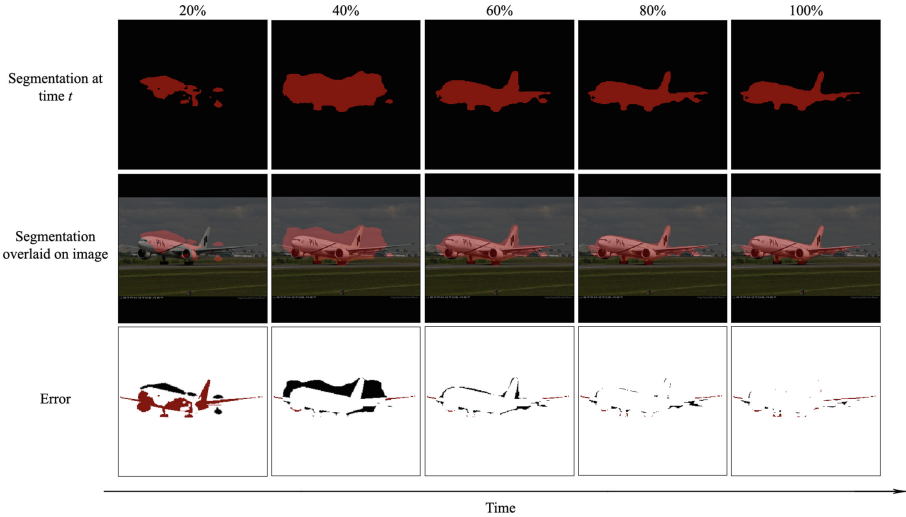 20% 40% 60% 80% 100%
Segmentation at
time t
Segmentation
overlaid on image
Error
Time